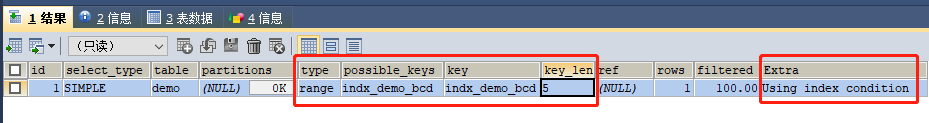 1 结果 2 信息 3 表数据 4 信息
（只读）
id select_type table partitions type possible_keys key key_len ref rows filtered Extra
1 SIMPLE demo (NULL) 0K range indx_demo_bcd indx_demo_bcd 5 (NULL) 1 100.00 Using index condition